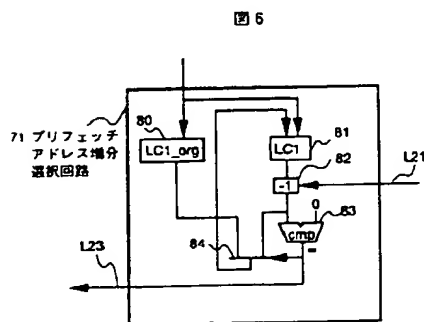 図6
71 プリフェッチ
アドレス増分
選択回路
80
LC1_org
LC1
81
82
-1
L21
0
83
cmp
=
84
L23